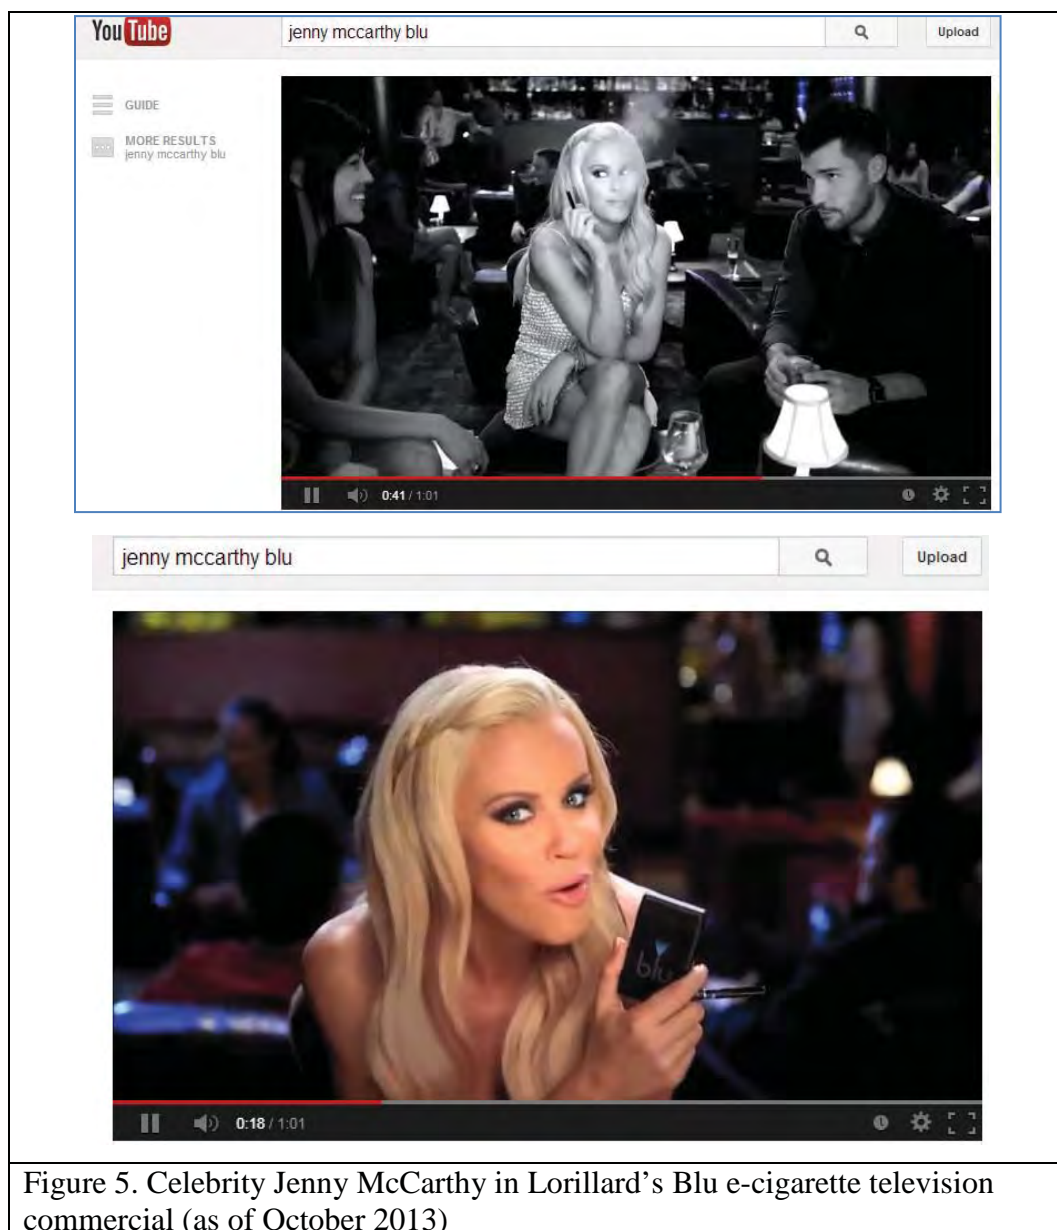 You Tube
jenny mccarthy blu
Upload
GUIDE
MORE RESULTS
jenny mccarthy blu
0:41 / 1:01
jenny mccarthy blu
Upload
blu
0:18 / 1:01
Figure 5. Celebrity Jenny McCarthy in Lorillard’s Blu e-cigarette television
commercial (as of October 2013)